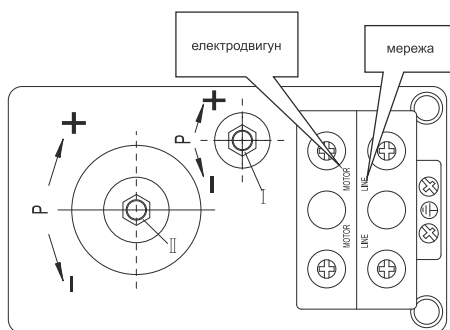 електродвигун
мережа
+
+
P
P
-
-
I
II
MOTOR
LINE
MOTOR
LINE